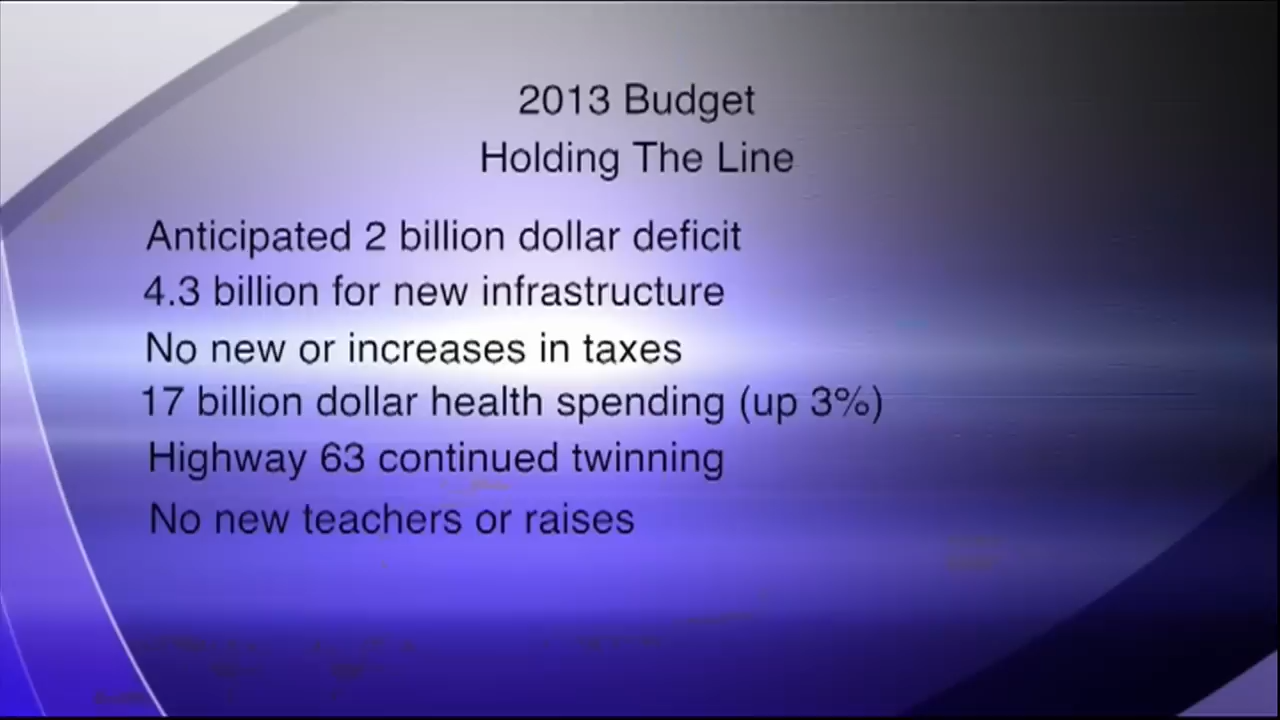 2013 Budget
Holding The Line
Anticipated 2 billion dollar deficit
4.3 billion for new infrastructure
No new or increases in taxes
17 billion dollar health spending (up 3%)
Highway 63 continued twinning
No new teachers or raises